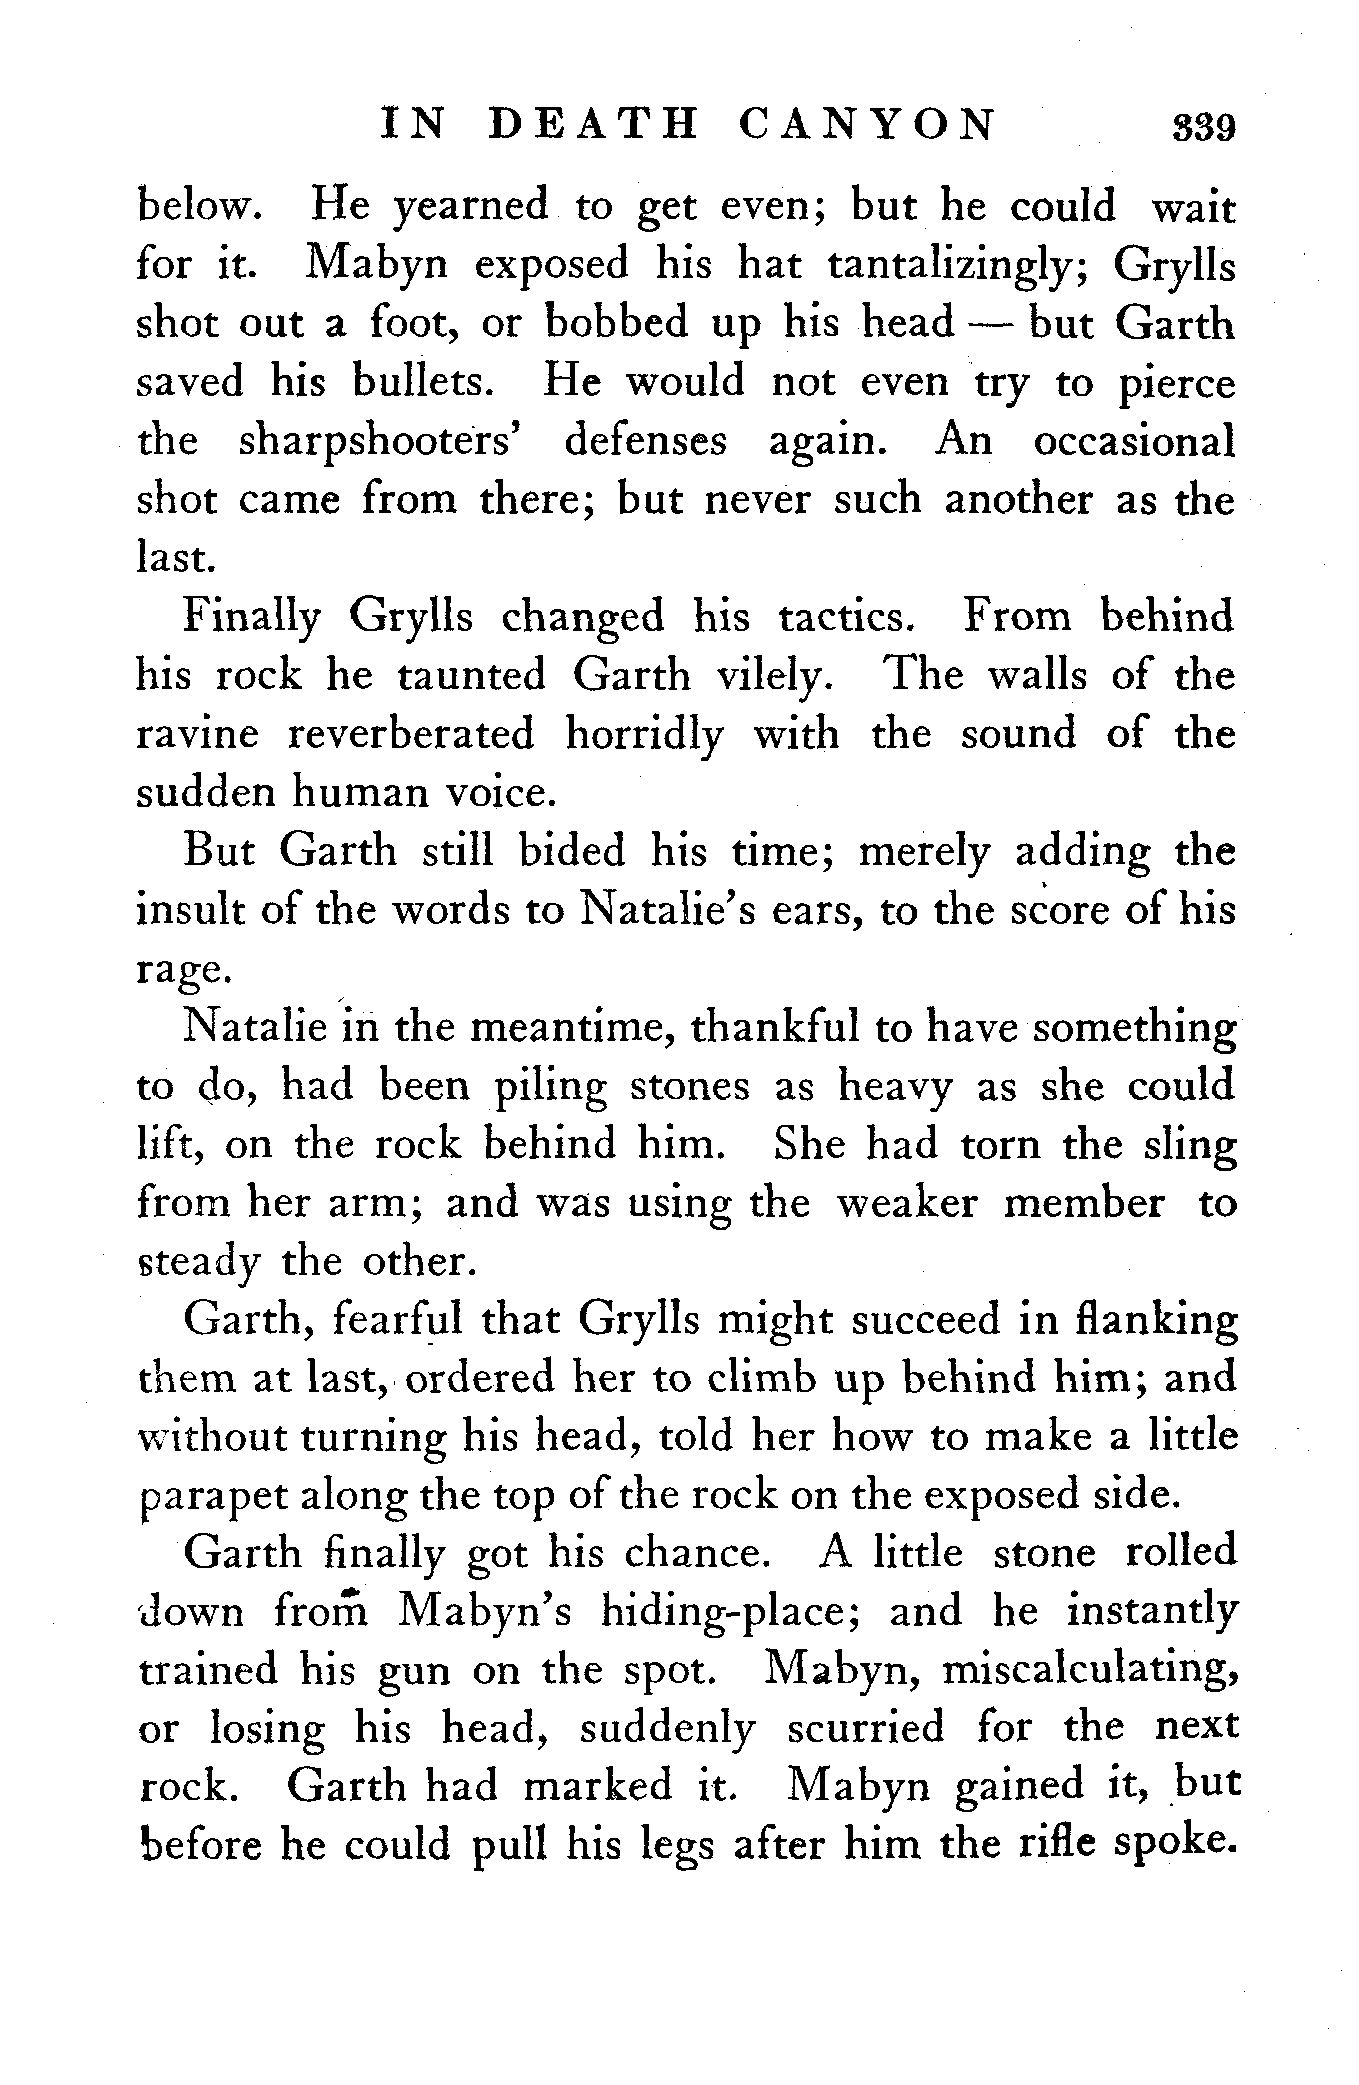 IN DEATH CANYON 339
below. He yearned to get even; but he could wait
for it. Mabyn exposed his hat tantalizingly; Grylls
shot out a foot, or bobbed up his head — but Garth
saved his bullets. He would not even try to pierce
the sharpshooters’ defenses again. An occasional
shot came from there; but never such another as the
last.
Finally Grylls changed his tactics. From behind
his rock he taunted Garth vilely. The walls of the
ravine reverberated horridly with the sound of the
sudden human voice.
But Garth still bided his time; merely adding the
insult of the words to Natalie’s ears, to the score of his
rage.
Natalie in the meantime, thankful to have something
to do, had been piling stones as heavy as she could
lift, on the rock behind him. She had torn the sling
from her arm; and was using the weaker member to
steady the other.
Garth, fearful that Grylls might succeed in flanking
them at last, ordered her to climb up behind him; and
without turning his head, told her how to make a little
parapet along the top of the rock on the exposed side.
Garth finally got his chance. A little stone rolled
down from Mabyn’s hiding-place; and he instantly
trained his gun on the spot. Mabyn, miscalculating,
or losing his head, suddenly scurried for the next
rock. Garth had marked it. Mabyn gained it, but
before he could pull his legs after him the rifle spoke.